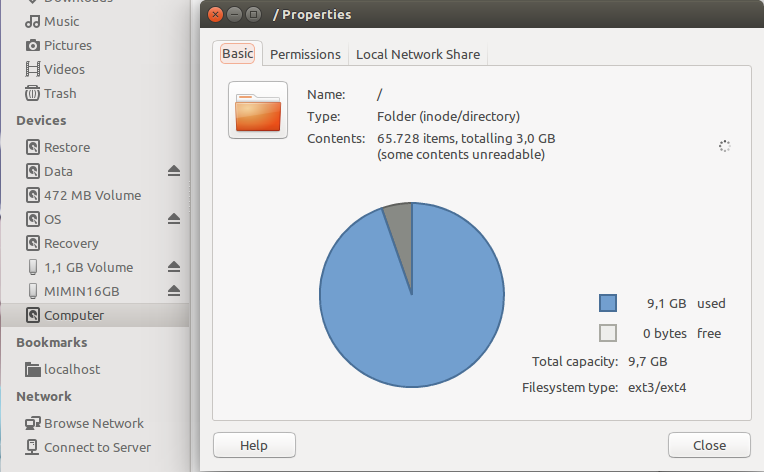 Downloads
Music
Pictures
Videos
Trash
Devices
Restore
Data
472 MB Volume
OS
Recovery
1,1 GB Volume
MIMIN16GB
Computer
Bookmarks
localhost
Network
Browse Network
Connect to Server
/ Properties
Basic Permissions Local Network Share
Name: /
Type: Folder (inode/directory)
Contents: 65.728 items, totalling 3,0 GB
(some contents unreadable)
9,1 GB used
0 bytes free
Total capacity: 9,7 GB
Filesystem type: ext3/ext4
Help
Close